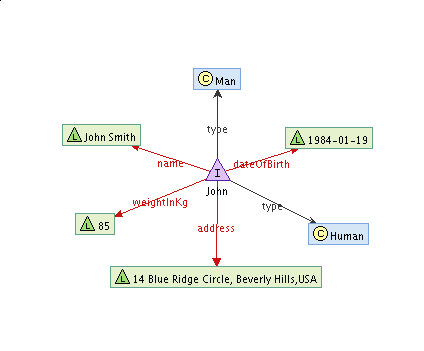 C Man
type
L John Smith
L 1984-01-19
name
dateOfBirth
I
John
weightInKg
type
L 85
address
C Human
L 14 Blue Ridge Circle, Beverly Hills,USA